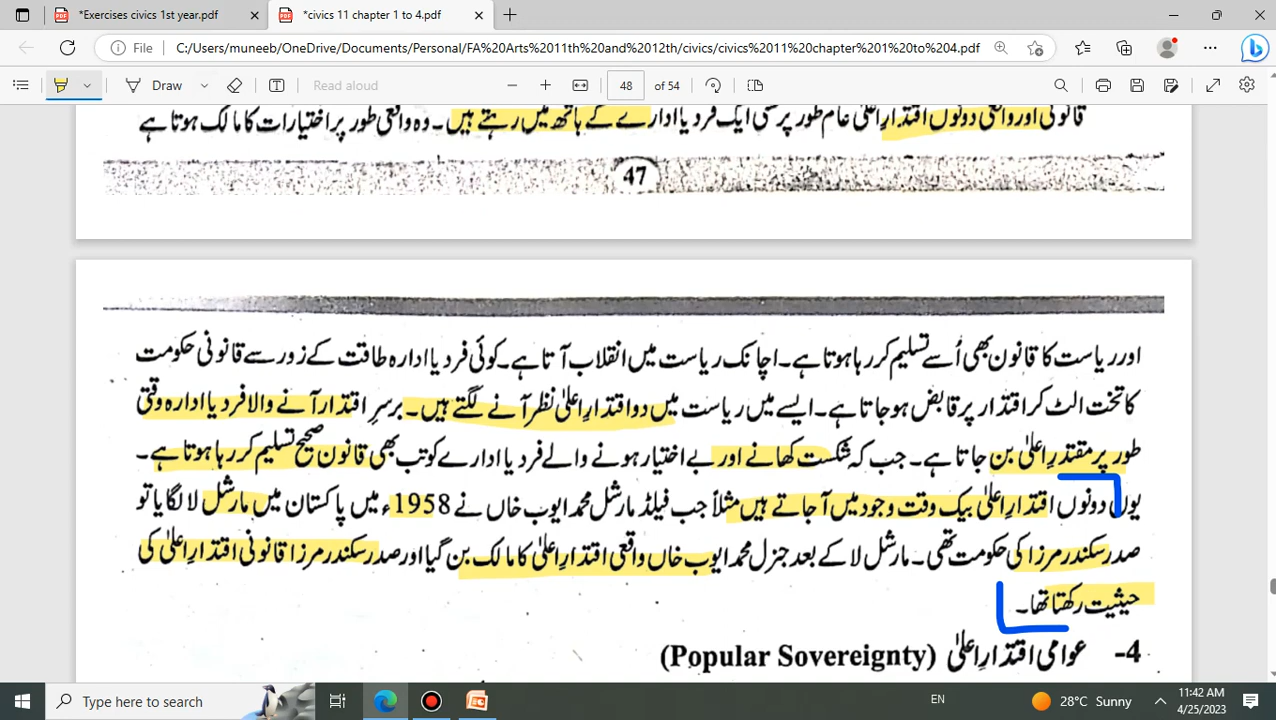 *Exercises civics 1st year.pdf
*civics 11 chapter 1 to 4.pdf
File C:/Users/muneeb/OneDrive/Documents/Personal/FA%20Arts%2011th%20and%2012th/civics/civics%2011%20chapter%201%20to%204.pdf
Draw Read aloud 48 of 54
قانونی اور واقعی دونوں اقتدارِ اعلیٰ عام طور پر کسی ایک فرد یا ادارے کے ہاتھ میں رہتے ہیں۔ وہ واقعی طور پر اختیارات کا مالک ہوتا ہے
47
اور ریاست کا قانون بھی اُسے تسلیم کر رہا ہوتا ہے۔ اچانک ریاست میں انقلاب آتا ہے۔ کوئی فرد یا ادارہ طاقت کے زور سے قانونی حکومت
کا تخت الٹ کر اقتدار پر قابض ہو جاتا ہے۔ ایسے میں ریاست میں دو اقتدارِ اعلیٰ نظر آنے لگتے ہیں۔ برسرِ اقتدار آنے والا فرد یا ادارہ وقتی
طور پر مقتدرِ اعلیٰ بن جاتا ہے۔ جب کہ شکست کھانے اور بے اختیار ہونے والے فرد یا ادارے کو تب بھی قانون صحیح تسلیم کر رہا ہوتا ہے۔
یوں دونوں اقتدارِ اعلیٰ بیک وقت وجود میں آ جاتے ہیں مثلاً جب فیلڈ مارشل محمد ایوب خاں نے 1958ء میں پاکستان میں مارشل لا لگایا تو
صدر سکندر مرزا کی حکومت تھی۔ مارشل لا کے بعد جنرل محمد ایوب خاں واقعی اقتدارِ اعلیٰ کا مالک بن گیا اور صدر سکندر مرزا قانونی اقتدارِ اعلیٰ کی
حیثیت رکھتا تھا۔
4- عوامی اقتدارِ اعلیٰ (Popular Sovereignty)
Type here to search EN 28°C Sunny 11:42 AM
4/25/2023